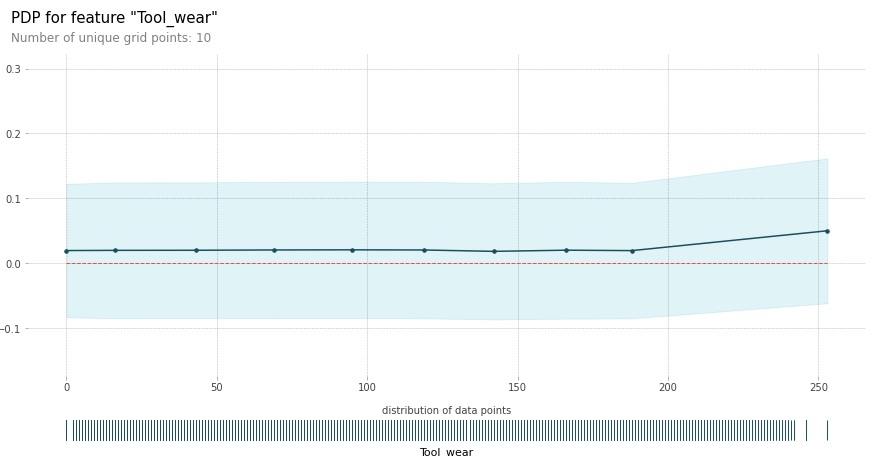 PDP for feature "Tool_wear"
Number of unique grid points: 10
0.3
0.2
0.1
0.0
−0.1
0 50 100 150 200 250
distribution of data points
Tool_wear